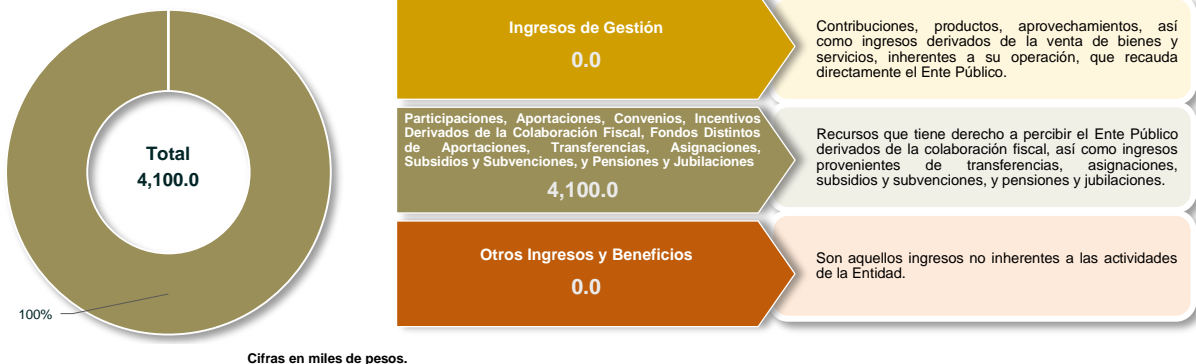 Total
4,100.0
100%
Ingresos de Gestión
0.0
Contribuciones, productos, aprovechamientos, así
como ingresos derivados de la venta de bienes y
servicios, inherentes a su operación, que recauda
directamente el Ente Público.
Participaciones, Aportaciones, Convenios, Incentivos
Derivados de la Colaboración Fiscal, Fondos Distintos
de Aportaciones, Transferencias, Asignaciones,
Subsidios y Subvenciones, y Pensiones y Jubilaciones
4,100.0
Recursos que tiene derecho a percibir el Ente Público
derivados de la colaboración fiscal, así como ingresos
provenientes de transferencias, asignaciones,
subsidios y subvenciones, y pensiones y jubilaciones.
Otros Ingresos y Beneficios
0.0
Son aquellos ingresos no inherentes a las actividades
de la Entidad.
Cifras en miles de pesos.